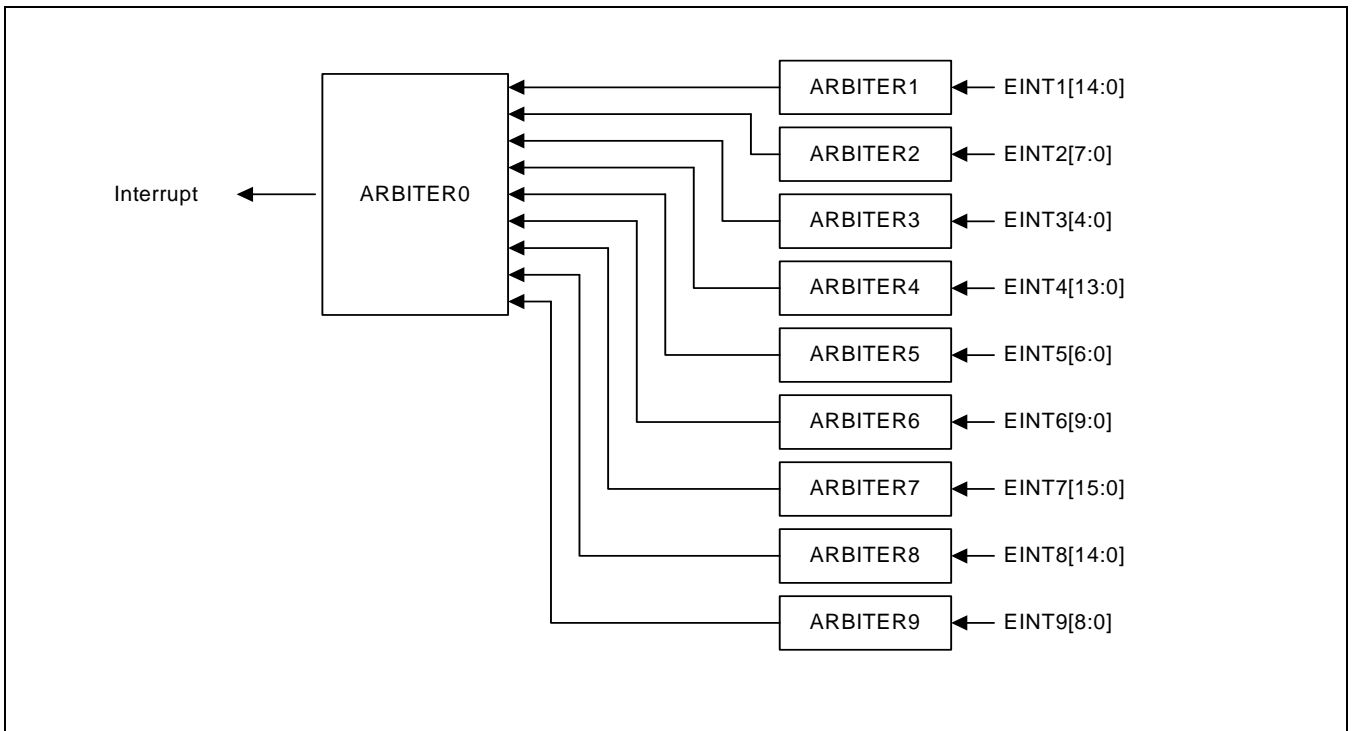 ARBITER1 EINT1[14:0]
ARBITER2 EINT2[7:0]
Interrupt ARBITER0 ARBITER3 EINT3[4:0]
ARBITER4 EINT4[13:0]
ARBITER5 EINT5[6:0]
ARBITER6 EINT6[9:0]
ARBITER7 EINT7[15:0]
ARBITER8 EINT8[14:0]
ARBITER9 EINT9[8:0]